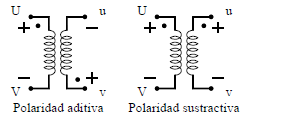 U u U u
+ − + +
− + − −
V v V v
Polaridad aditiva Polaridad sustractiva